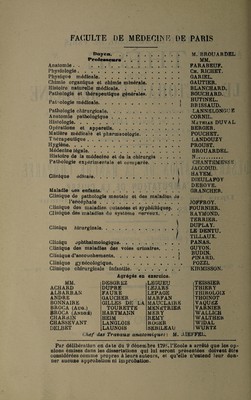 FACULTÉ DE MÉDECINE DE PARIS
Doyen. M. BROUARDEL.
Professeurs MM.
Anatomie FARABEUF.
Physiologie CH. RICHET.
Physique médicale GARIEL.
Chimie organique et chimie minérale GAUTIER.
Histoire naturelle médicale BLANCHARD.
Pathologie et thérapeutique générales BOUCHARD.
Pathologie médicale HUTINEL.
BRISSAUD.
Pathologie chirurgicale LANNELONGUE
Anatomie pathologique CORNIL.
Histologie MATHIAS DUVAL
Opérations et appareils BERGER.
Matière médicale et pharmacologie POUCHET.
Thérapeutique
Hygiène PROUST.
Médecine légale BROUARDEL.
Histoire de la médecine et de la chirurgie
Pathologie expérimentale et comparée CHANTEMESSE
JACCOUD.
Clinique médicale HAYEM.
DIEULAFOY
DEBOVE.
Maladie des enfants GRANCHER.
Clinique de pathologie mentale et des maladies de
l'encéphale JOFFROY.
Clinique des maladies cutanées et syphilitiques FOURNIER.
Clinique des maladies du système nerveux RAYMOND.
TERRIER.
Clinique chirurgicale DUPLAY.
LE DENTU.
TILLAUX.
Clinique ophthalmologique PANAS.
Clinique des maladies des voies urinaires GUYON.
Clinique d'accouchements BUDIN.
PINARD.
Clinique gynécologique POZZI.
Clinique chirurgicale infantile KIRMISSON.
Agrégés en exercice.
MM.
ACHARD
ALBARRAN
ANDRE
BONNAIRE
BROCA (AUG.)
BROCA (ANDRÉ)
CHARRIN
CHASSEVANT
DELBET
DESGREZ
DUPRE
FAURE
GAUCHER
GILLES DE LA
TOURETTE
HARTMANN
HEIM
LANGLOIS
LAUNOIS
LEGUEU
LEJARS
LEPAGE
MARFAN
MAUCLAIRE
MENETRIER
MERY
REMY
ROGER
SEBILEAU
TEISSIER
THIERY
THIROLOIX
THOINOT
VAQUEZ
VARNIER
WALLICH
WALTHER
WIDAL
WURTZ
Chef des Travaux anatomiques: M. RIEFFEL
Par délibération en date du 9 décembre 1798, l'École a arrêté que les opi-
nions émises dans les dissertations qui lui seront présentées doivent être
considérées comme propres à leurs auteurs, et qu'elle n'entend leur don-
ner aucune approbation ni improbation.